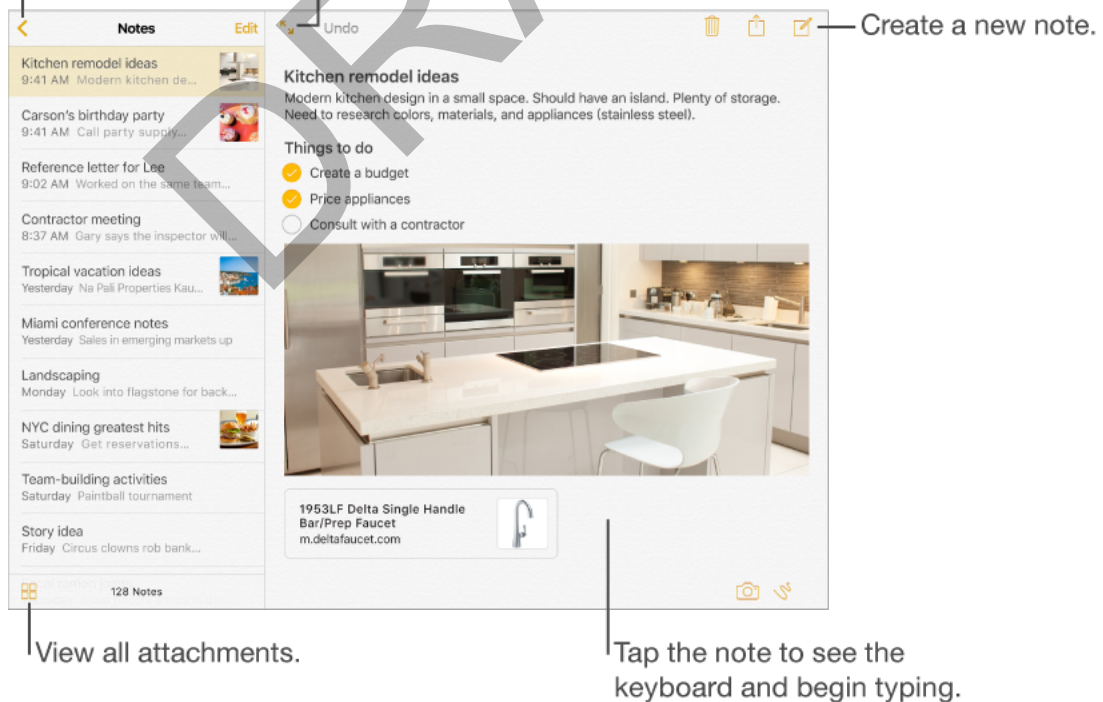 Notes
Edit
Undo
Create a new note.
Kitchen remodel ideas
9:41 AM Modern kitchen de...
Carson's birthday party
9:41 AM Call party supply...
Reference letter for Lee
9:02 AM Worked on the same team...
Contractor meeting
8:37 AM Gary says the inspector will...
Tropical vacation ideas
Yesterday Na Pali Properties Kau...
Miami conference notes
Yesterday Sales in emerging markets up
Landscaping
Monday Look into flagstone for back...
NYC dining greatest hits
Saturday Get reservations...
Team-building activities
Saturday Paintball tournament
Story idea
Friday Circus clowns rob bank...
128 Notes
Kitchen remodel ideas
Modern kitchen design in a small space. Should have an island. Plenty of storage.
Need to research colors, materials, and appliances (stainless steel).
Things to do
Create a budget
Price appliances
Consult with a contractor
1953LF Delta Single Handle
Bar/Prep Faucet
m.deltafaucet.com
View all attachments.
Tap the note to see the
keyboard and begin typing.